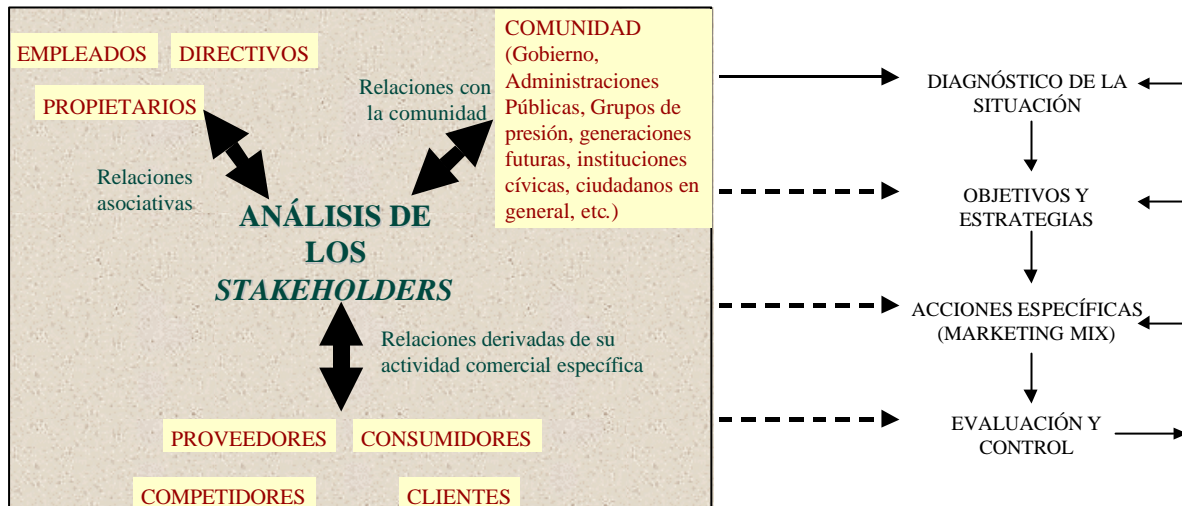 EMPLEADOS
DIRECTIVOS
PROPIETARIOS
Relaciones
asociativas
Relaciones con
la comunidad
COMUNIDAD
(Gobierno,
Administraciones
Públicas, Grupos de
presión, generaciones
futuras, instituciones
cívicas, ciudadanos en
general, etc.)
ANÁLISIS DE
LOS
STAKEHOLDERS
Relaciones derivadas de su
actividad comercial específica
PROVEEDORES
CONSUMIDORES
COMPETIDORES
CLIENTES
DIAGNÓSTICO DE LA
SITUACIÓN
OBJETIVOS Y
ESTRATEGIAS
ACCIONES ESPECÍFICAS
(MARKETING MIX)
EVALUACIÓN Y
CONTROL